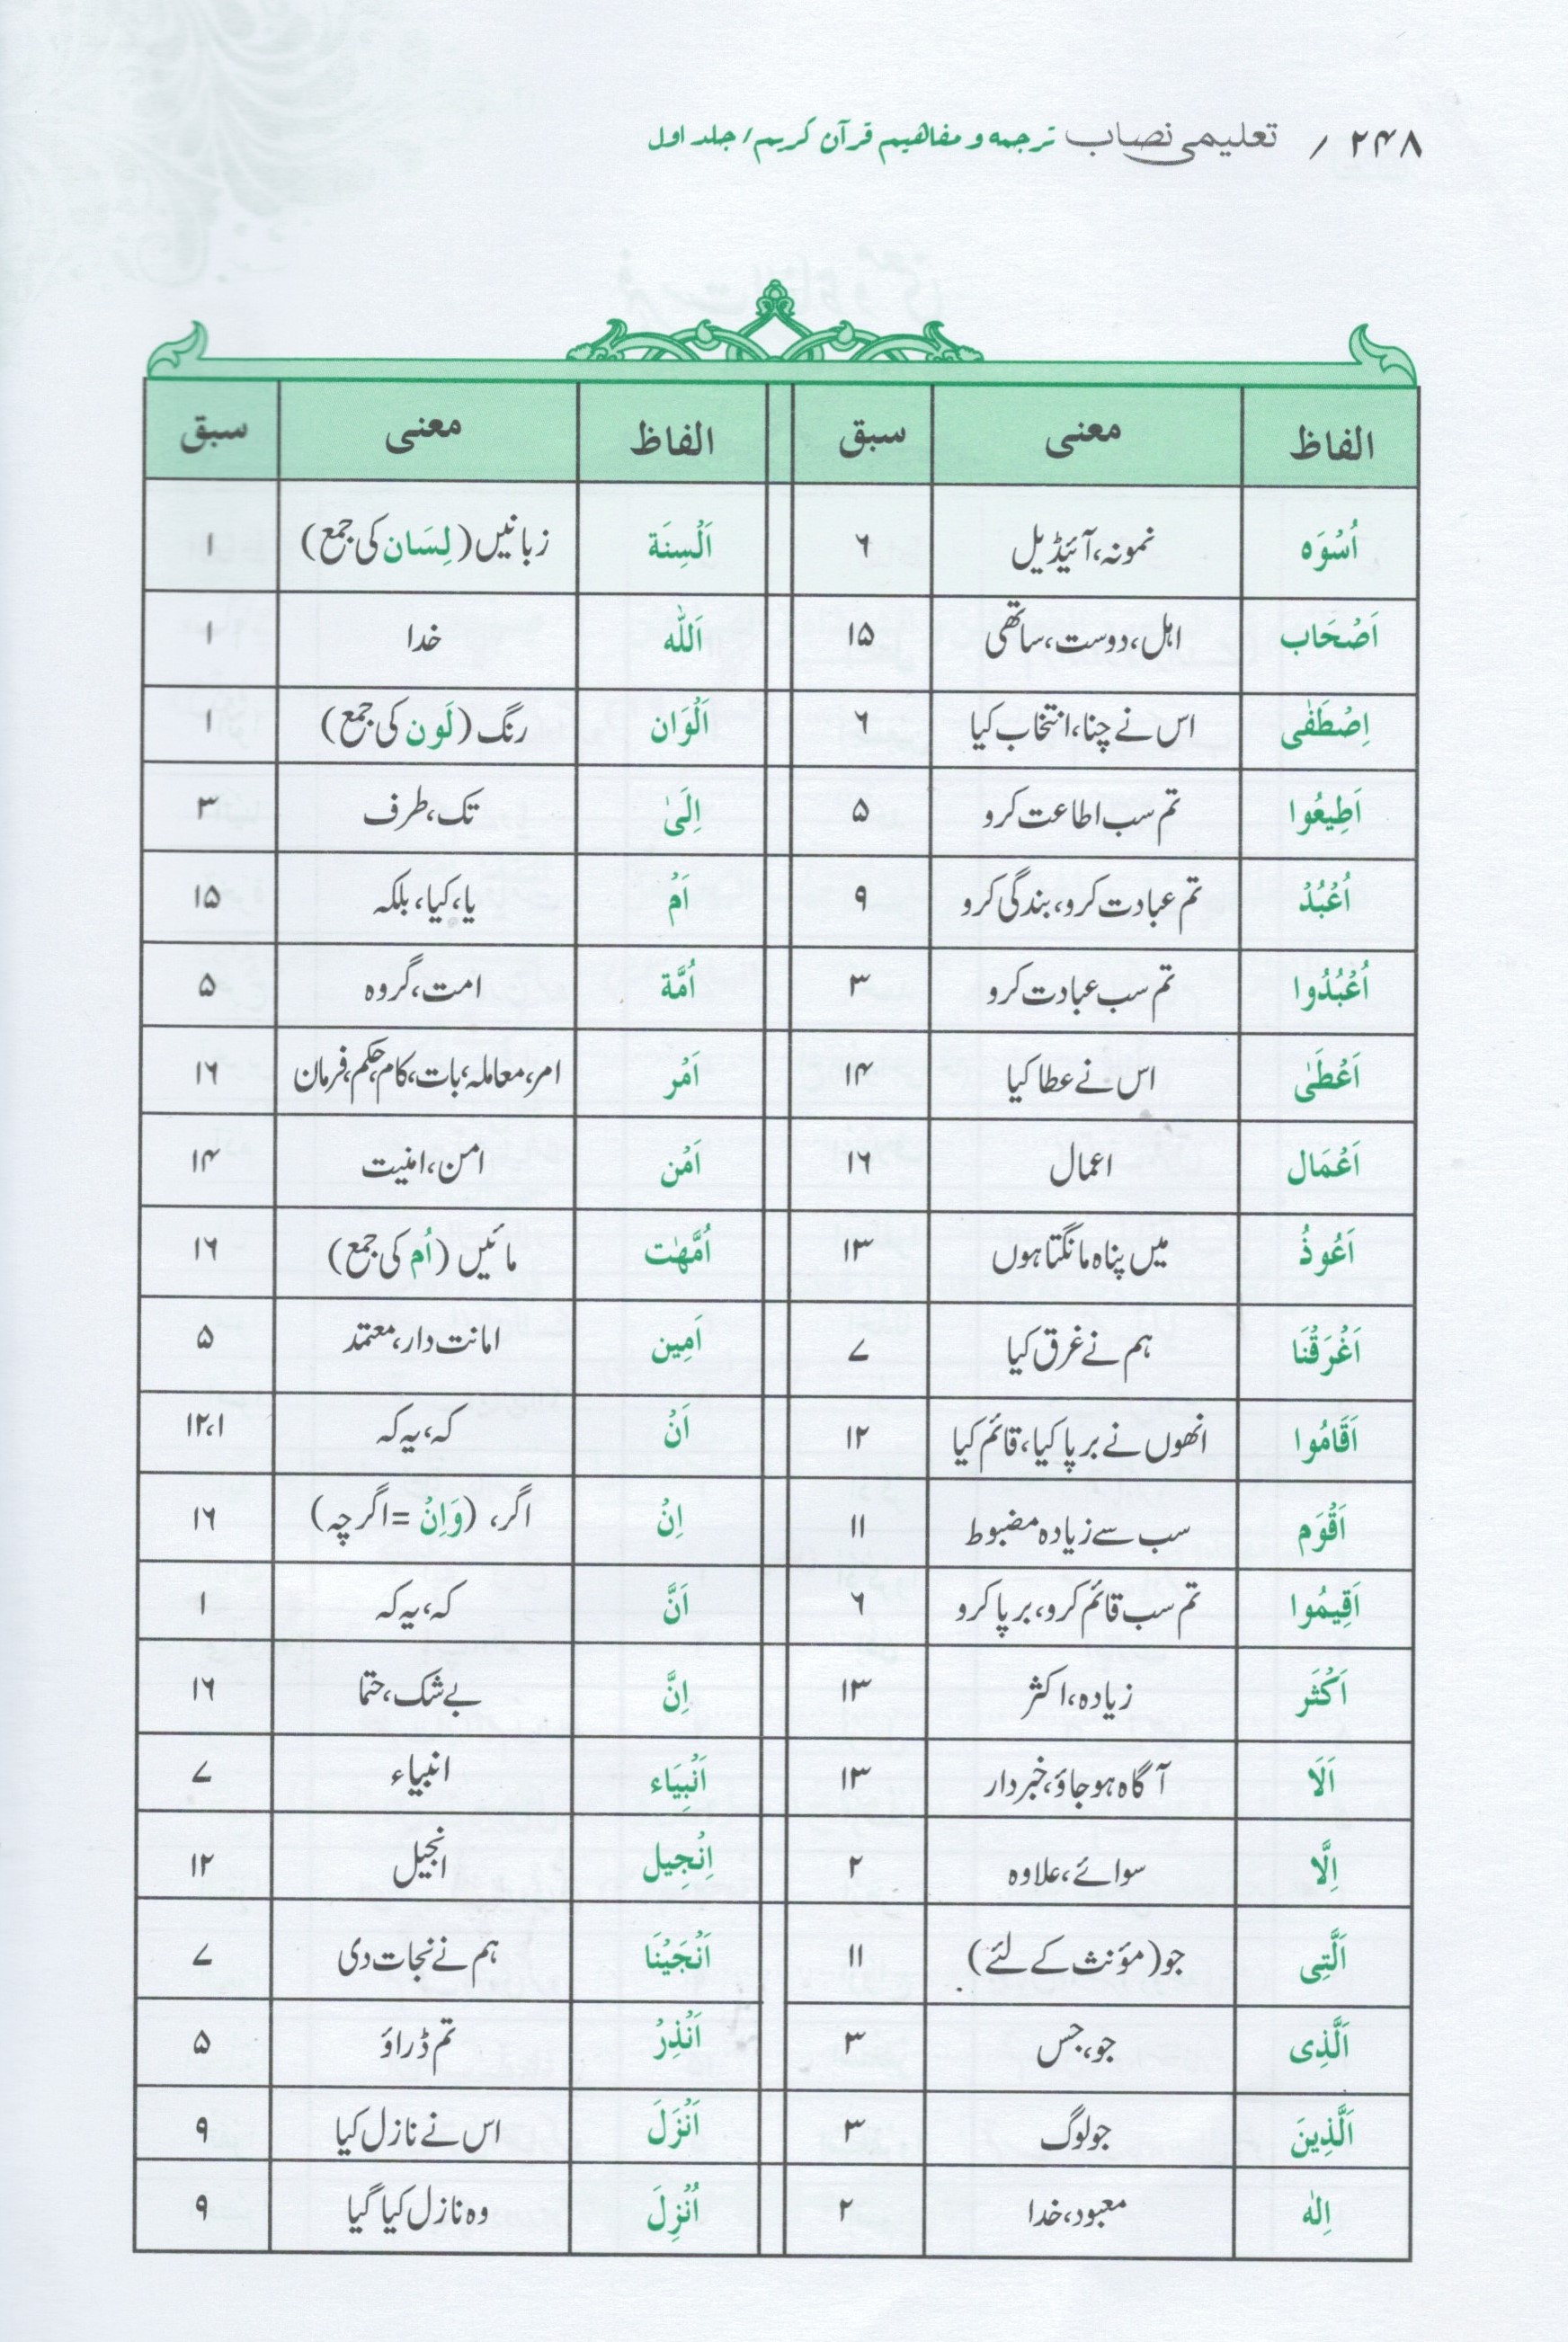 ۲۴۸ / تعلیمی نصاب ترجمه و مفاهیم قرآن کریم / جلد اول
الفاظ معنی سبق الفاظ معنی سبق
اُسْوَہ نمونہ، آئیڈیل ۶ اَلْسِنَة زبانیں (لِسَان کی جمع) ۱
اَصْحَاب اہل، دوست، ساتھی ۱۵ اَللّٰه خدا ۱
اِصْطَفٰی اس نے چنا، انتخاب کیا ۶ اَلْوَان رنگ (لَون کی جمع) ۱
اَطِیعُوا تم سب اطاعت کرو ۵ اِلَیٰ تک، طرف ۳
اُعْبُدْ تم عبادت کرو، بندگی کرو ۹ اَمْ یا، کیا، بلکہ ۱۵
اُعْبُدُوا تم سب عبادت کرو ۳ اُمَّة امت، گروہ ۵
اَعْطَیٰ اس نے عطا کیا ۱۴ اَمْر امر، معاملہ، بات، کام، حکم، فرمان ۱۶
اَعْمَال اعمال ۱۶ اَمْن امن، امنیت ۱۴
اَعُوذُ میں پناہ مانگتا ہوں ۱۳ اُمَّهٰت مائیں (اُم کی جمع) ۱۶
اَغْرَقْنَا ہم نے غرق کیا ۷ اَمِین امانت دار، معتمد ۵
اَقَامُوا انھوں نے برپا کیا، قائم کیا ۱۲ اَنْ کہ، یہ کہ ۱،۱۲
اَقْوَم سب سے زیادہ مضبوط ۱۱ اِنْ اگر، (وَاِنْ = اگرچہ) ۱۶
اَقِیمُوا تم سب قائم کرو، برپا کرو ۶ اَنَّ کہ، یہ کہ ۱
اَکْثَر زیادہ، اکثر ۱۳ اِنَّ بے شک، حتما ۱۶
اَلَا آگاہ ہو جاؤ، خبردار ۱۳ اَنْبِیَاء انبیاء ۷
اِلَّا سوائے، علاوہ ۲ اِنْجِیل انجیل ۱۲
اَلَّتِی جو (مؤنث کے لئے) ۱۱ اَنْجَیْنَا ہم نے نجات دی ۷
اَلَّذِی جو، جس ۳ اَنْذِرْ تم ڈراؤ ۵
اَلَّذِینَ جو لوگ ۳ اَنْزَلَ اس نے نازل کیا ۹
اِلٰه معبود، خدا ۲ اُنْزِلَ وہ نازل کیا گیا ۹